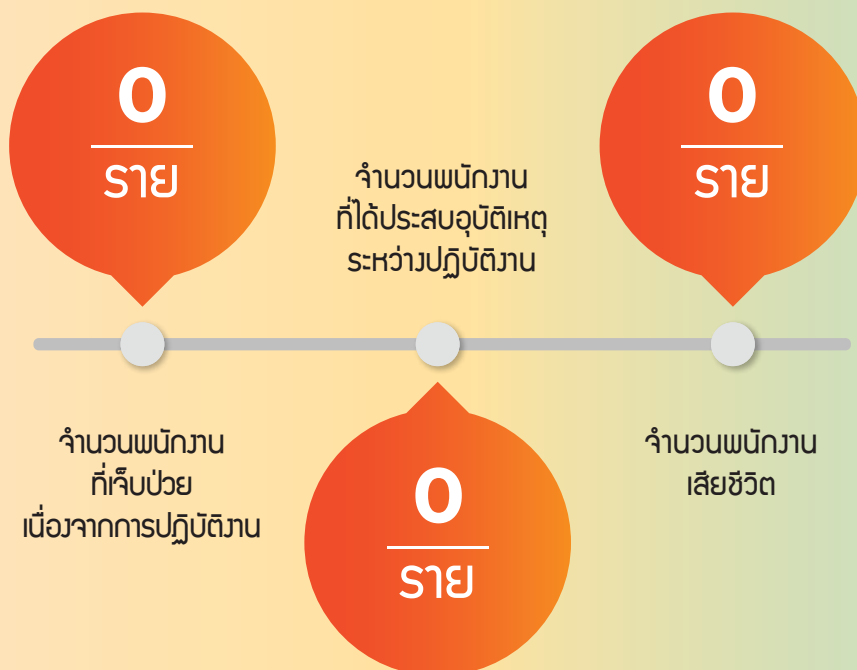 0
ราย
จำนวนพนักงาน
ที่เจ็บป่วย
เนื่องจากการปฏิบัติงาน
จำนวนพนักงาน
ที่ได้ประสบอุบัติเหตุ
ระหว่างปฏิบัติงาน
0
ราย
0
ราย
จำนวนพนักงาน
เสียชีวิต